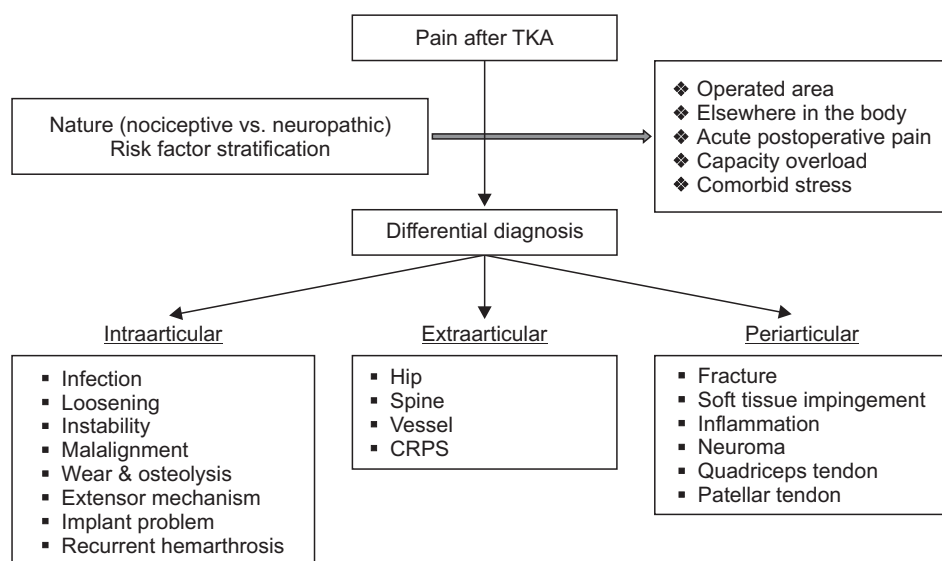 Pain after TKA
Nature (nociceptive vs. neuropathic)
Risk factor stratification
❖ Operated area
❖ Elsewhere in the body
❖ Acute postoperative pain
❖ Capacity overload
❖ Comorbid stress
Differential diagnosis
Intraarticular
▪ Infection
▪ Loosening
▪ Instability
▪ Malalignment
▪ Wear & osteolysis
▪ Extensor mechanism
▪ Implant problem
▪ Recurrent hemarthrosis
Extraarticular
▪ Hip
▪ Spine
▪ Vessel
▪ CRPS
Periarticular
▪ Fracture
▪ Soft tissue impingement
▪ Inflammation
▪ Neuroma
▪ Quadriceps tendon
▪ Patellar tendon